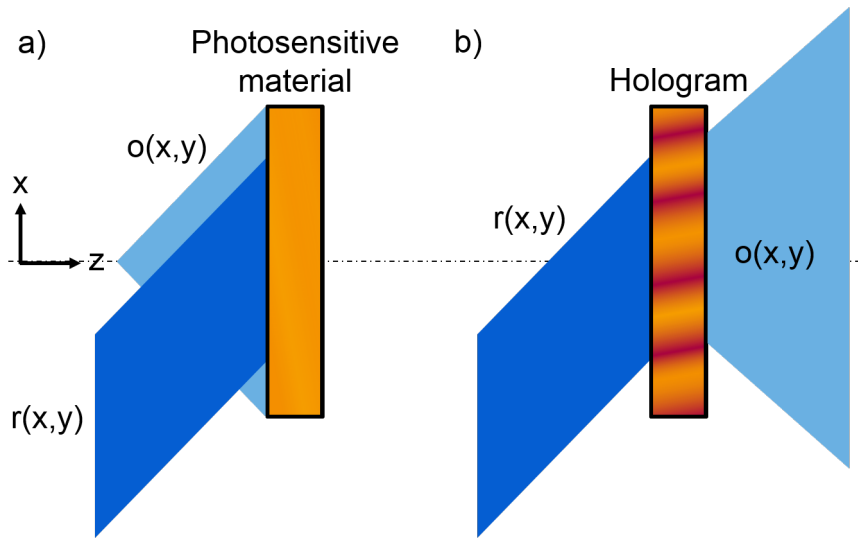 a)
Photosensitive
material
o(x,y)
x
z
r(x,y)
b)
Hologram
r(x,y)
o(x,y)